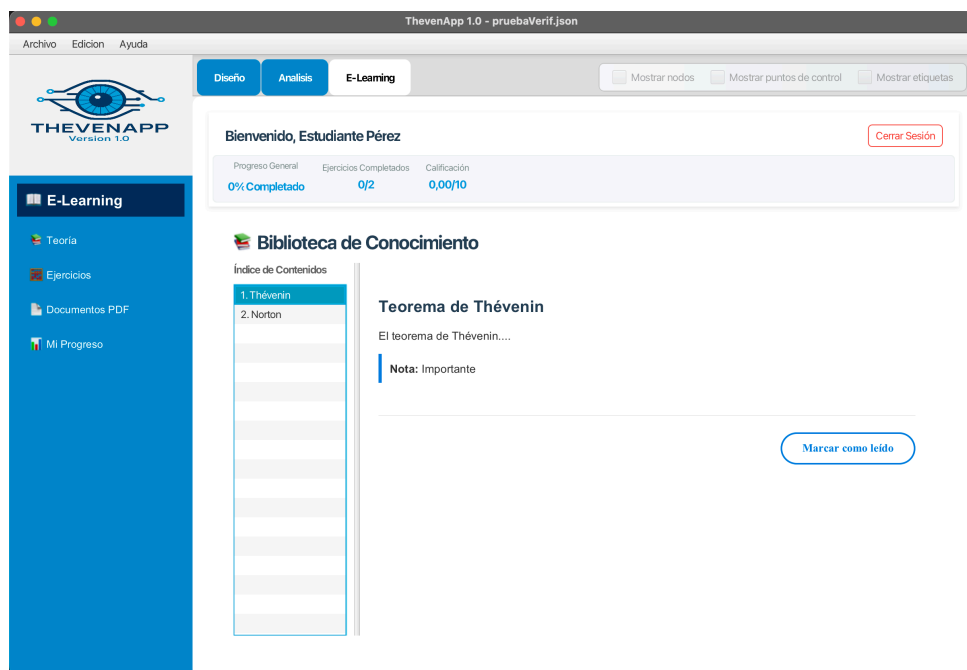 ThevenApp 1.0 - pruebaVerif.json
Archivo Edicion Ayuda
THEVENAPP
Version 1.0
Diseño Analisis E-Learning
Mostrar nodos Mostrar puntos de control Mostrar etiquetas
Bienvenido, Estudiante Pérez
Cerrar Sesión
Progreso General Ejercicios Completados Calificación
0% Completado 0/2 0,00/10
E-Learning
Teoría
Ejercicios
Documentos PDF
Mi Progreso
Biblioteca de Conocimiento
Índice de Contenidos
1. Thévenin
2. Norton
Teorema de Thévenin
El teorema de Thévenin....
Nota: Importante
Marcar como leído